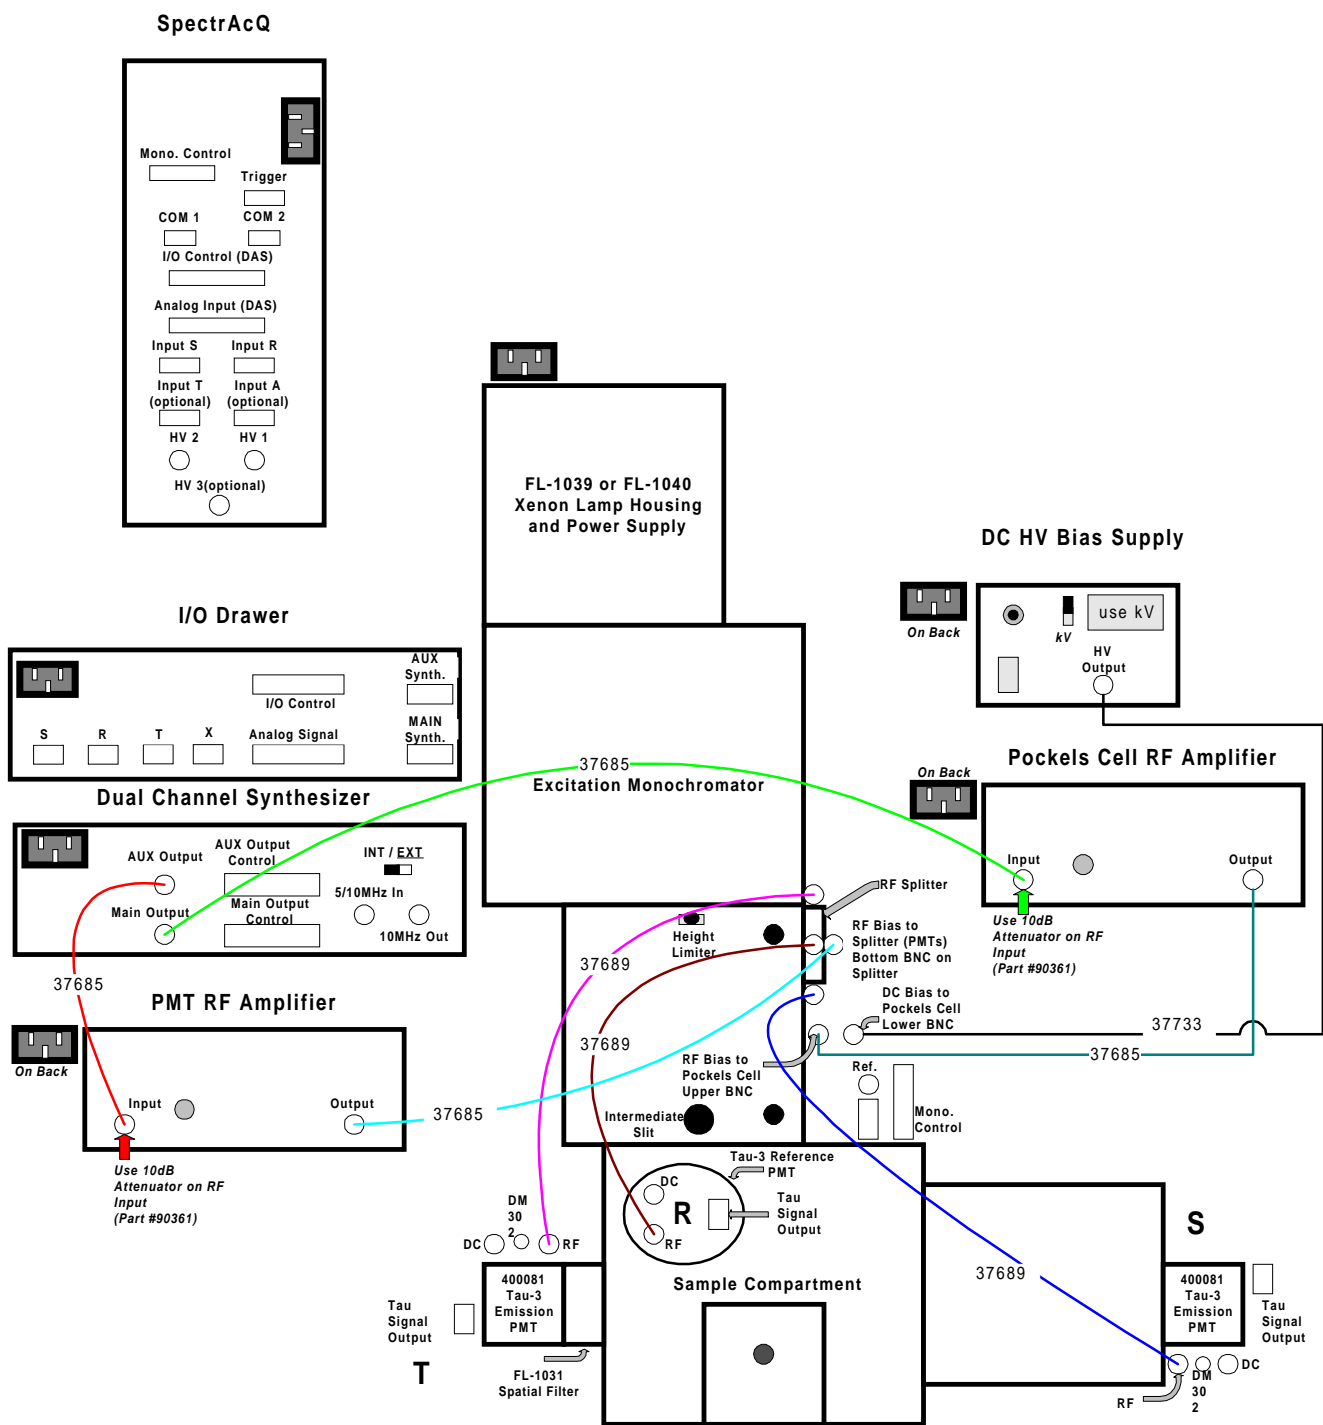 SpectrAcQ
Mono. Control
Trigger
COM 1
COM 2
I/O Control (DAS)
Analog Input (DAS)
Input S
Input R
Input T
(optional)
Input A
(optional)
HV 2
HV 1
HV 3(optional)
FL-1039 or FL-1040
Xenon Lamp Housing
and Power Supply
DC HV Bias Supply
On Back
kV
use kV
HV
Output
I/O Drawer
AUX
Synth.
I/O Control
MAIN
Synth.
S
R
T
X
Analog Signal
37685
Excitation Monochromator
Pockels Cell RF Amplifier
On Back
Input
Output
Use 10dB
Attenuator on RF
Input
(Part #90361)
Dual Channel Synthesizer
AUX Output
AUX Output
Control
INT / EXT
Main Output
Main Output
Control
5/10MHz In
10MHz Out
RF Splitter
Height
Limiter
RF Bias to
Splitter (PMTs)
Bottom BNC on
Splitter
37689
37685
DC Bias to
Pockels Cell
Lower BNC
37733
37685
PMT RF Amplifier
On Back
Input
Output
37685
Use 10dB
Attenuator on RF
Input
(Part #90361)
37689
RF Bias to
Pockels Cell
Upper BNC
Ref.
Mono.
Control
Intermediate
Slit
Tau-3 Reference
PMT
DC
R
RF
Tau
Signal
Output
DM
30
2
DC
RF
S
37689
Sample Compartment
400081
Tau-3
Emission
PMT
Tau
Signal
Output
T
FL-1031
Spatial Filter
400081
Tau-3
Emission
PMT
Tau
Signal
Output
RF
DM
30
2
DC